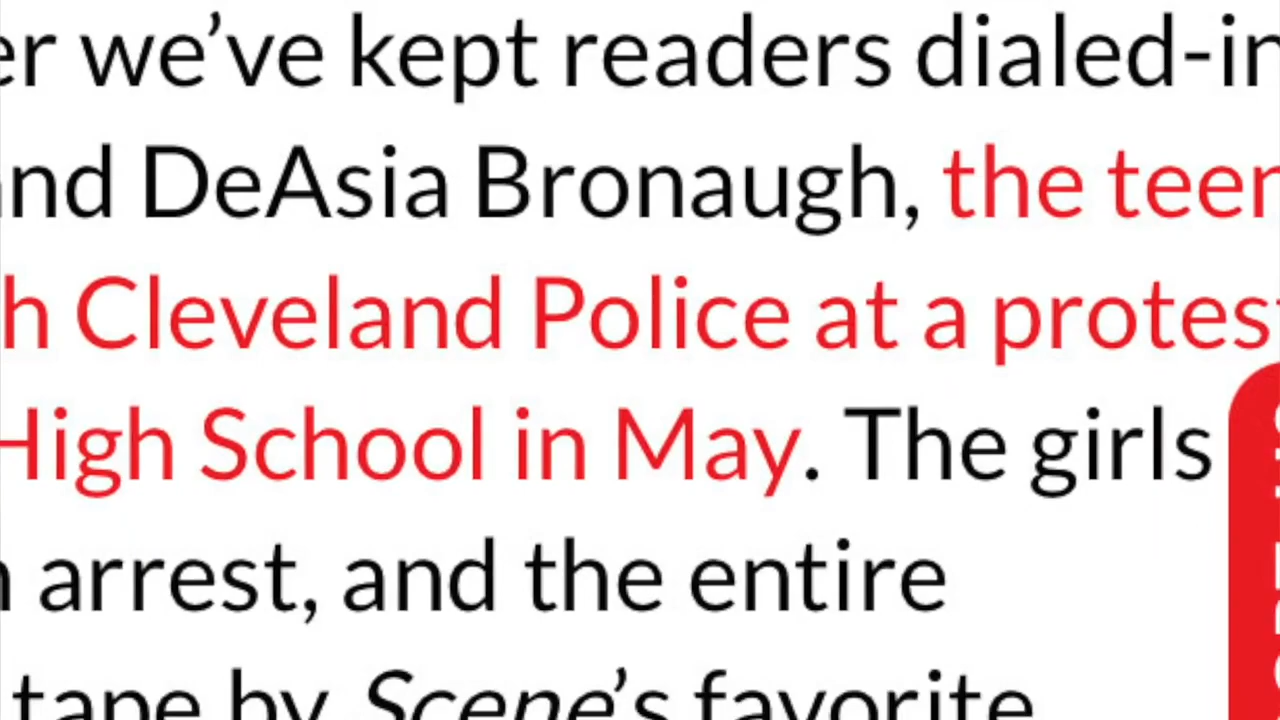 er we’ve kept readers dialed-in
and DeAsia Bronaugh, the teen
h Cleveland Police at a protest
High School in May. The girls
n arrest, and the entire
tape by Scene’s favorite